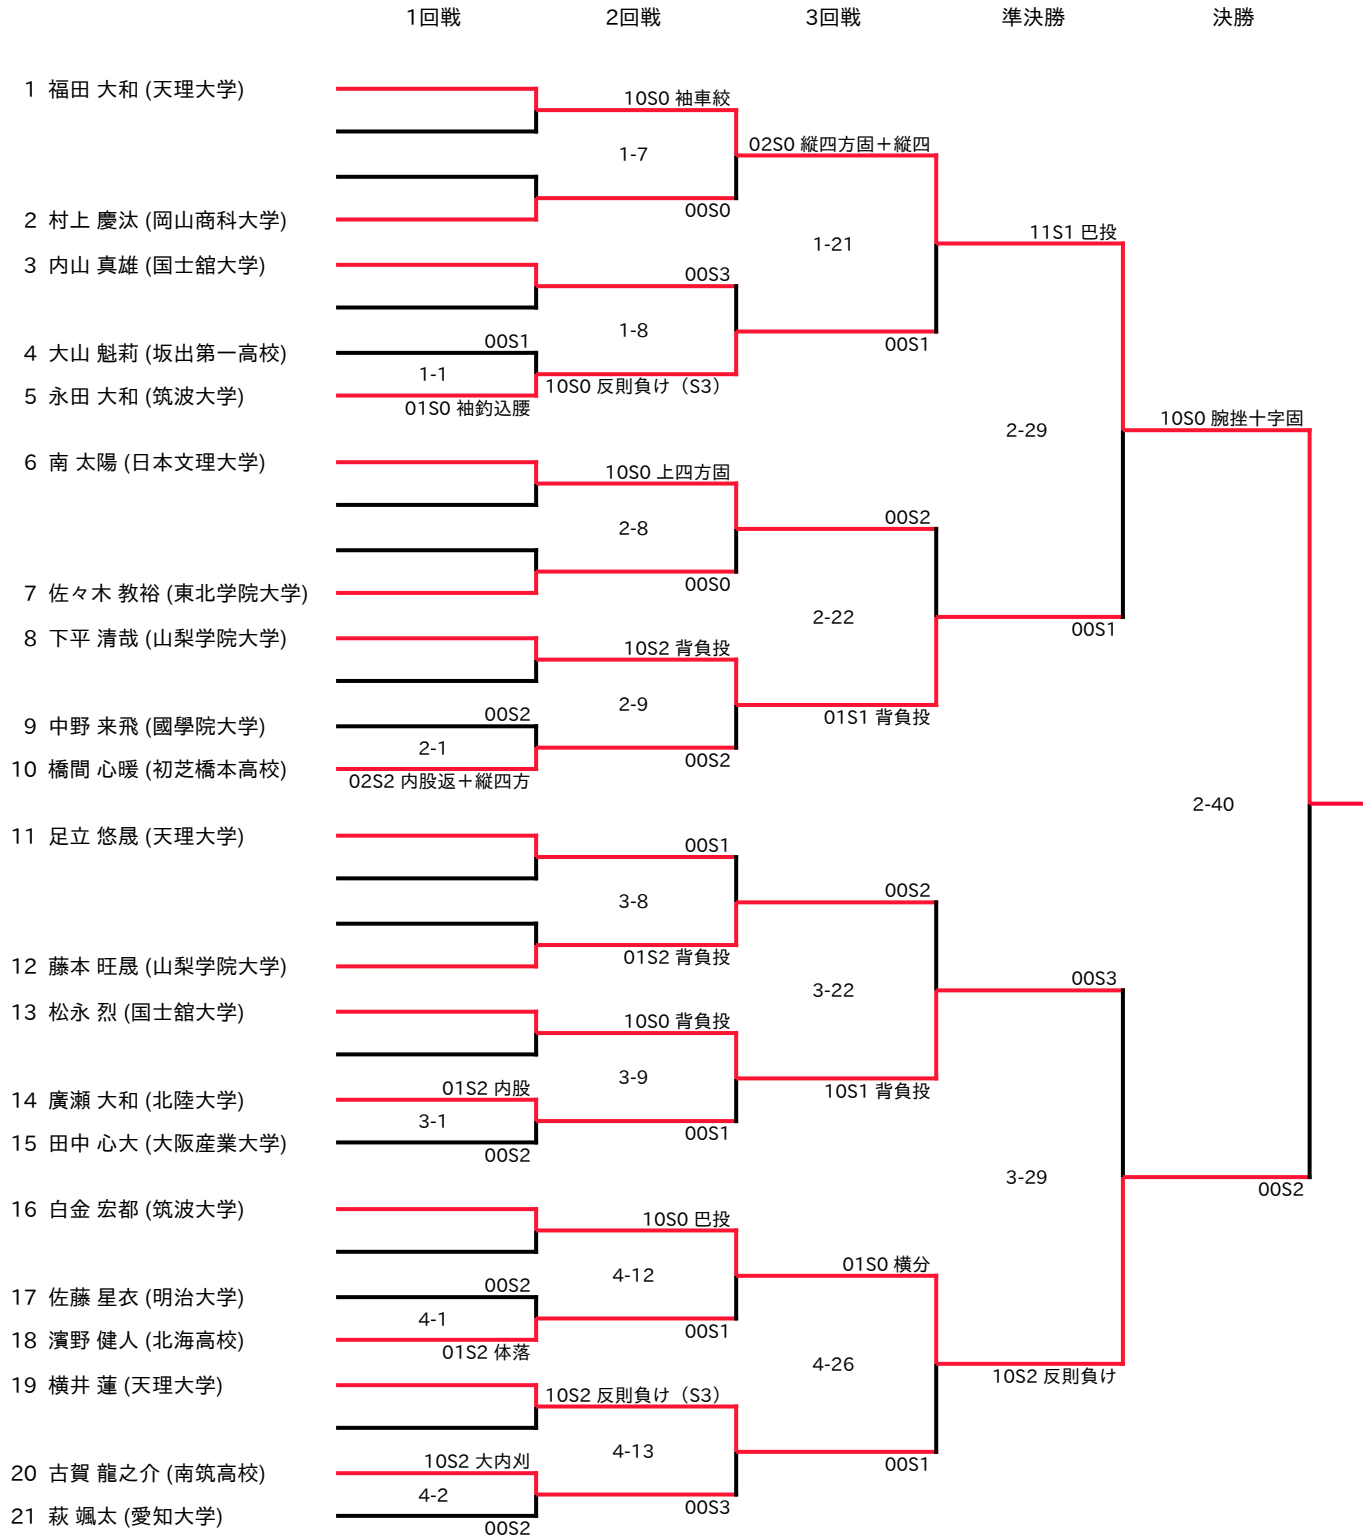 1回戦 2回戦 3回戦 準決勝 決勝
1 福田 大和 (天理大学)
10S0 袖車絞
02S0 縦四方固＋縦四
1-7
2 村上 慶汰 (岡山商科大学)
00S0
11S1 巴投
1-21
3 内山 真雄 (国士舘大学)
00S3
1-8
00S1
00S1
4 大山 魁莉 (坂出第一高校)
1-1
10S0 反則負け（S3）
5 永田 大和 (筑波大学)
01S0 袖釣込腰
10S0 腕挫十字固
2-29
6 南 太陽 (日本文理大学)
10S0 上四方固
00S2
2-8
00S0
7 佐々木 教裕 (東北学院大学)
2-22
00S1
8 下平 清哉 (山梨学院大学)
10S2 背負投
2-9
00S2
01S1 背負投
9 中野 来飛 (國學院大学)
2-1
00S2
10 橋間 心暖 (初芝橋本高校)
02S2 内股返＋縦四方
2-40
11 足立 悠晟 (天理大学)
00S1
00S2
3-8
01S2 背負投
12 藤本 旺晟 (山梨学院大学)
00S3
3-22
13 松永 烈 (国士舘大学)
10S0 背負投
3-9
01S2 内股
10S1 背負投
14 廣瀬 大和 (北陸大学)
3-1
00S1
15 田中 心大 (大阪産業大学)
00S2
3-29
00S2
16 白金 宏都 (筑波大学)
10S0 巴投
01S0 横分
4-12
00S2
17 佐藤 星衣 (明治大学)
4-1
00S1
18 濱野 健人 (北海高校)
01S2 体落
4-26
10S2 反則負け
19 横井 蓮 (天理大学)
10S2 反則負け（S3）
4-13
10S2 大内刈
00S1
20 古賀 龍之介 (南筑高校)
4-2
00S3
21 萩 颯太 (愛知大学)
00S2